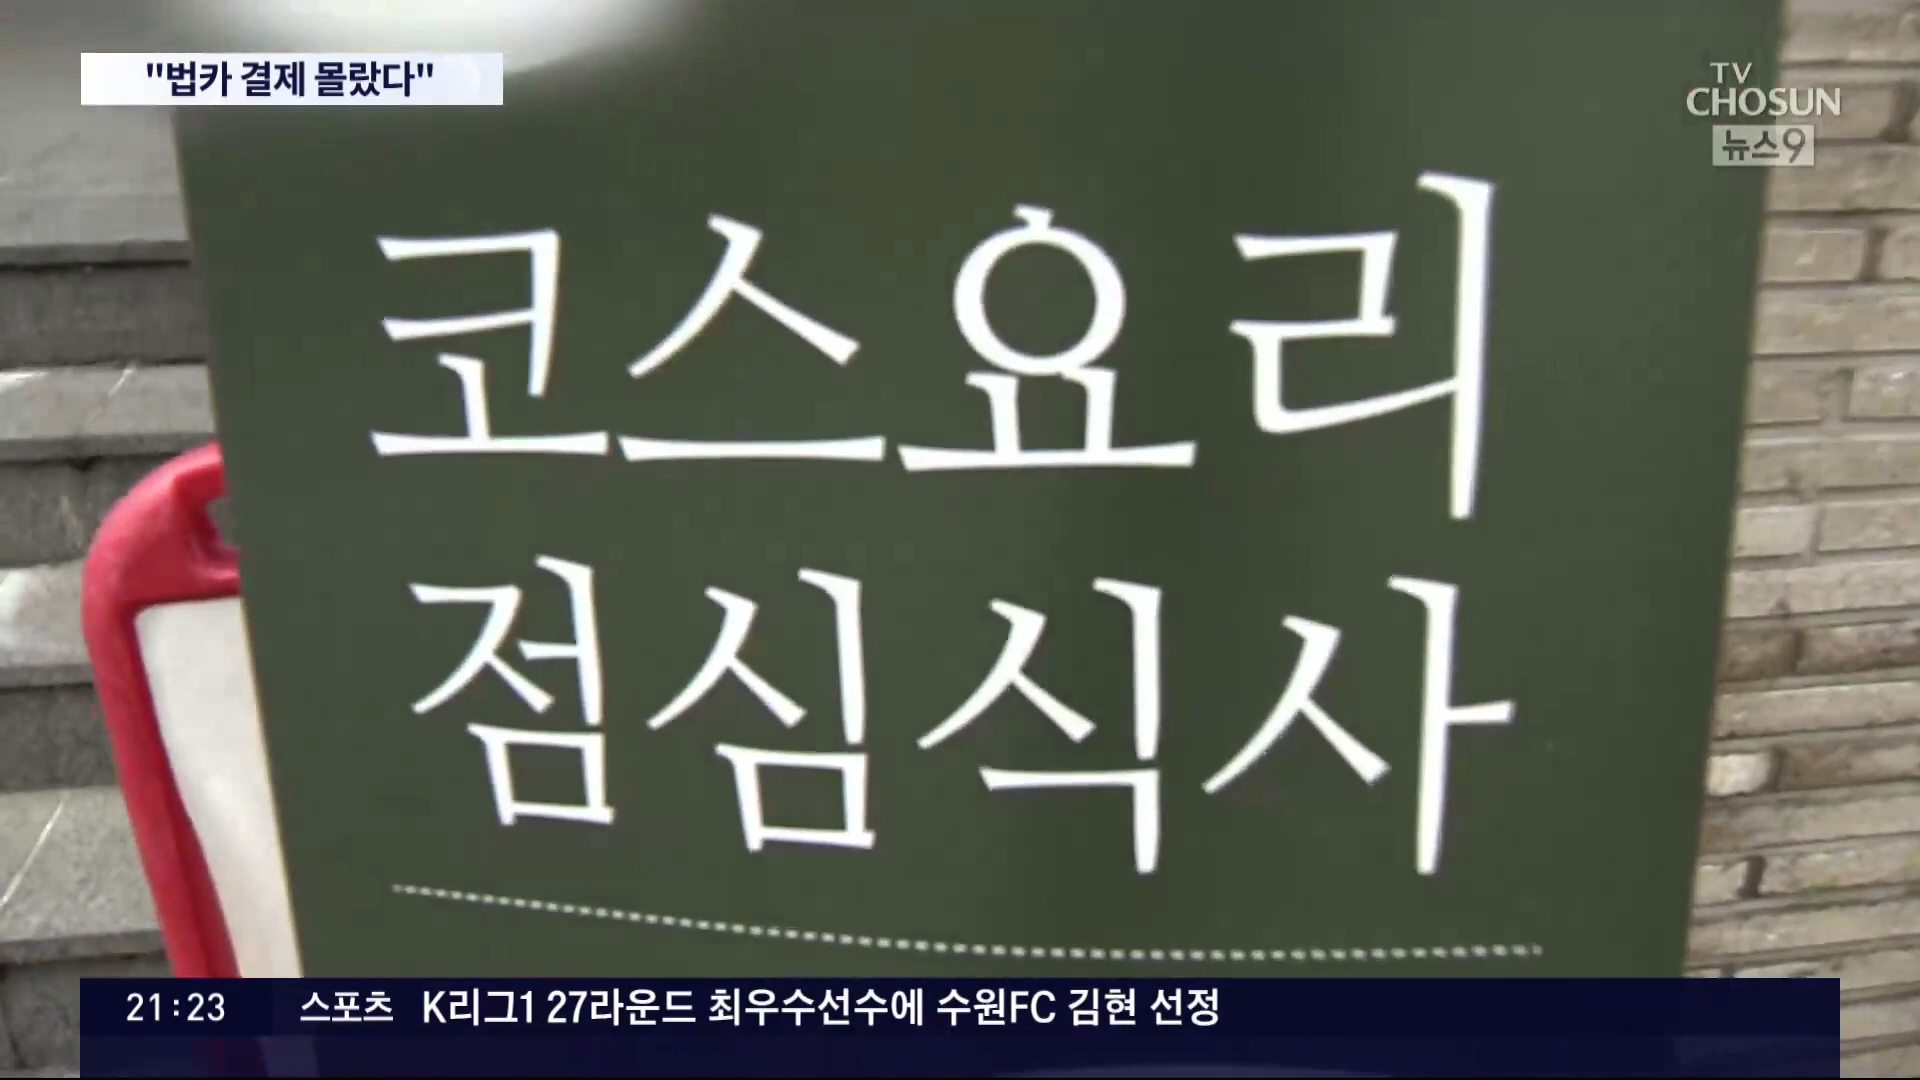 "법카 결제 몰랐다"
TV
CHOSUN
뉴스9
코스요리
점심식사
21:23 스포츠 K리그1 27라운드 최우수선수에 수원FC 김현 선정